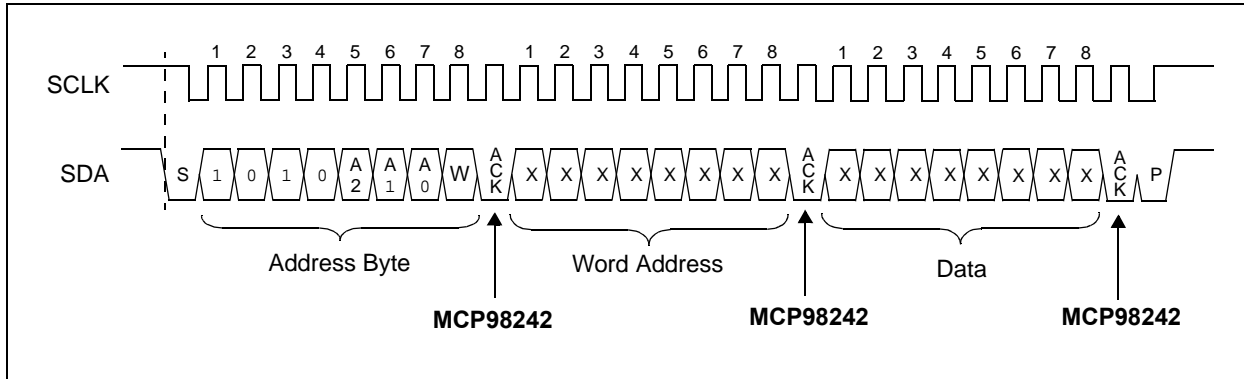 1 2 3 4 5 6 7 8 1 2 3 4 5 6 7 8 1 2 3 4 5 6 7 8
SCLK
SDA S 1 0 1 0 A2 A1 A0 W ACK X X X X X X X X ACK X X X X X X X X ACK P
Address Byte Word Address Data
MCP98242 MCP98242 MCP98242